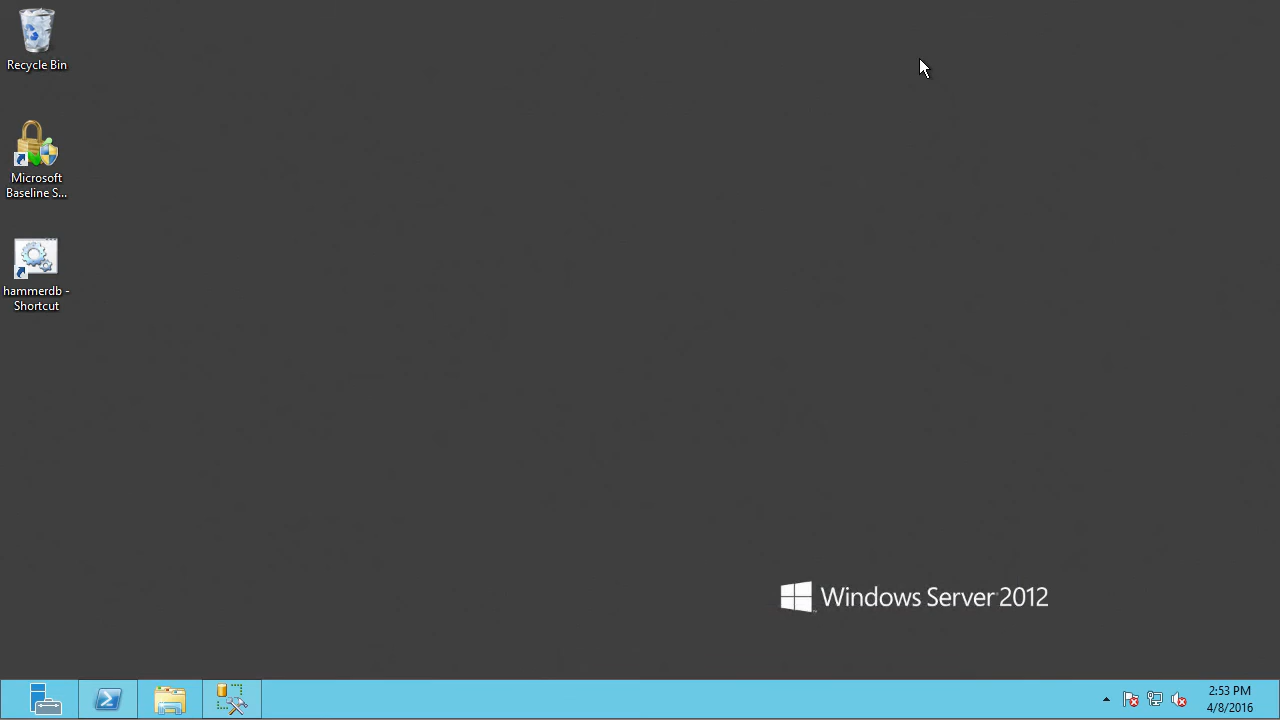 Recycle Bin
Microsoft
Baseline S...
hammerdb -
Shortcut
Windows Server 2012
2:53 PM
4/8/2016